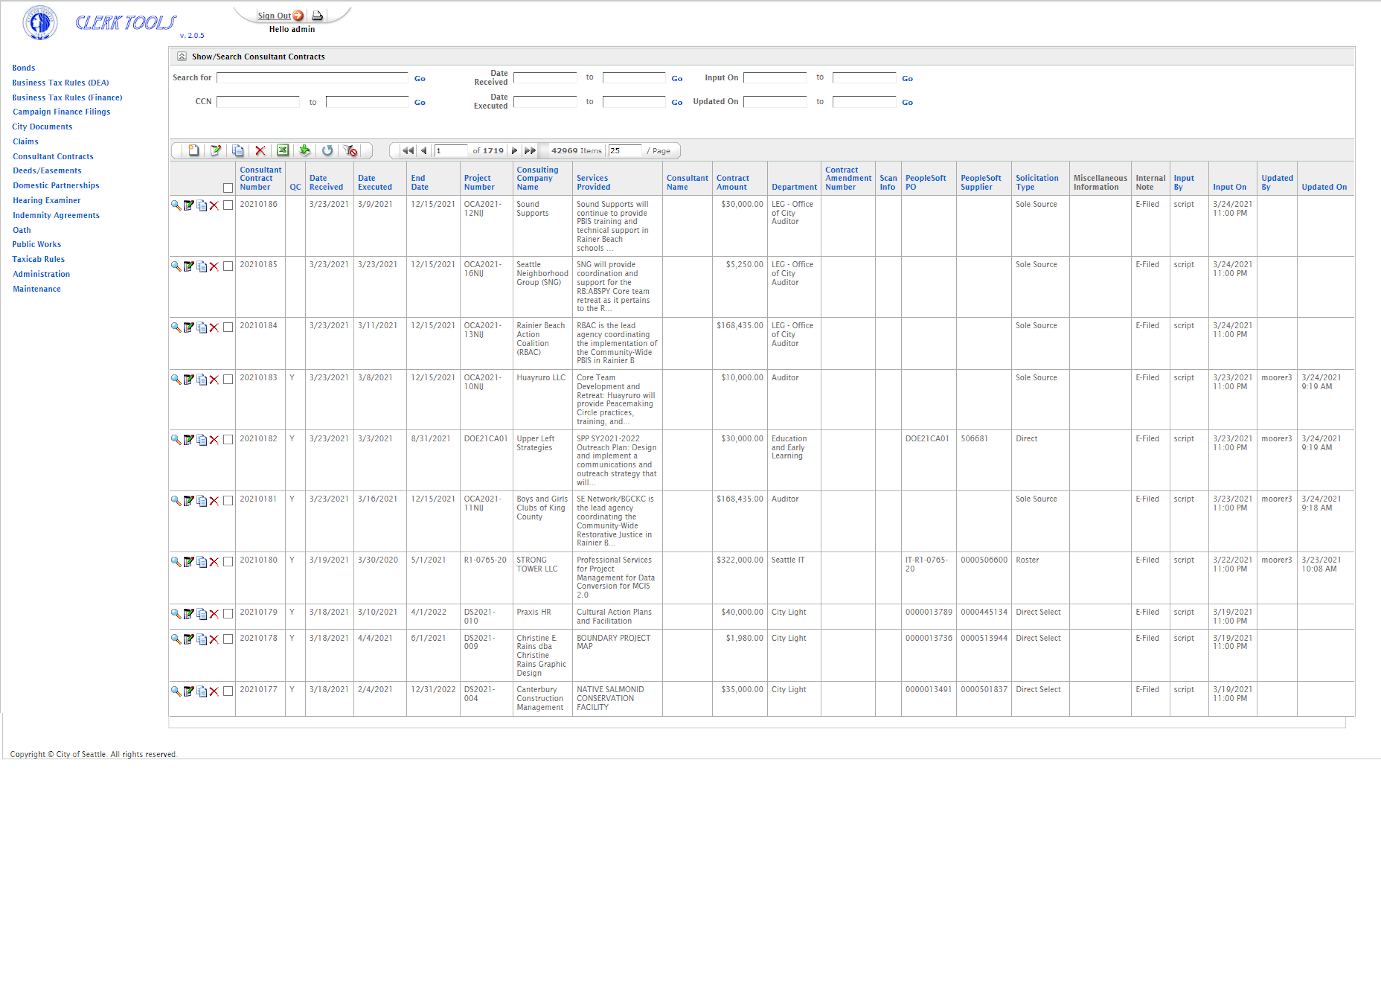 CLERK TOOLS
v. 2.0.5
Sign Out
Hello admin
Bonds
Business Tax Rules (DEA)
Business Tax Rules (Finance)
Campaign Finance Filings
City Documents
Claims
Consultant Contracts
Deeds/Easements
Domestic Partnerships
Hearing Examiner
Indemnity Agreements
Oath
Public Works
Taxicab Rules
Administration
Maintenance
Show/Search Consultant Contracts
Search for Go Date Received to Go Input On to Go
CCN to Go Date Executed to Go Updated On to Go
1 of 1719 42969 Items 25 / Page
Consultant Contract Number QC Date Received Date Executed End Date Project Number Consulting Company Name Services Provided Consultant Name Contract Amount Department Contract Amendment Number Scan Info PeopleSoft PO PeopleSoft Supplier Solicitation Type Miscellaneous Information Internal Note Input By Input On Updated By Updated On
20210186 3/23/2021 3/9/2021 12/15/2021 OCA2021-12NIJ Sound Supports Sound Supports will continue to provide PBIS training and technical support in Rainer Beach schools ... $30,000.00 LEG - Office of City Auditor Sole Source E-Filed script 3/24/2021 11:00 PM
20210185 3/23/2021 3/23/2021 12/15/2021 OCA2021-16NIJ Seattle Neighborhood Group (SNG) SNG will provide coordination and support for the RB:ABSPY Core team retreat as it pertains to the R... $5,250.00 LEG - Office of City Auditor Sole Source E-Filed script 3/24/2021 11:00 PM
20210184 3/23/2021 3/11/2021 12/15/2021 OCA2021-13NIJ Rainier Beach Action Coalition (RBAC) RBAC is the lead agency coordinating the implementation of the Community-Wide PBIS in Rainier B $168,435.00 LEG - Office of City Auditor Sole Source E-Filed script 3/24/2021 11:00 PM
20210183 Y 3/23/2021 3/8/2021 12/15/2021 OCA2021-10NIJ Huayruro LLC Core Team Development and Retreat: Huayruro will provide Peacemaking Circle practices, training, and... $10,000.00 Auditor Sole Source E-Filed script 3/23/2021 11:00 PM moorer3 3/24/2021 9:19 AM
20210182 Y 3/23/2021 3/3/2021 8/31/2021 DOE21CA01 Upper Left Strategies SPP SY2021-2022 Outreach Plan: Design and implement a communications and outreach strategy that will... $30,000.00 Education and Early Learning DOE21CA01 506681 Direct E-Filed script 3/23/2021 11:00 PM moorer3 3/24/2021 9:19 AM
20210181 Y 3/23/2021 3/16/2021 12/15/2021 OCA2021-11NIJ Boys and Girls Clubs of King County SE Network/BGCKC is the lead agency coordinating the Community-Wide Restorative Justice in Rainier B... $168,435.00 Auditor Sole Source E-Filed script 3/23/2021 11:00 PM moorer3 3/24/2021 9:18 AM
20210180 Y 3/19/2021 3/30/2020 5/1/2021 R1-0765-20 STRONG TOWER LLC Professional Services for Project Management for Data Conversion for MCIS 2.0 $322,000.00 Seattle IT IT-R1-0765-20 0000506600 Roster E-Filed script 3/22/2021 11:00 PM moorer3 3/23/2021 10:08 AM
20210179 Y 3/18/2021 3/10/2021 4/1/2022 DS2021-010 Praxis HR Cultural Action Plans and Facilitation $40,000.00 City Light 0000013789 0000445134 Direct Select E-Filed script 3/19/2021 11:00 PM
20210178 Y 3/18/2021 4/4/2021 6/1/2021 DS2021-009 Christine E. Rains dba Christine Rains Graphic Design BOUNDARY PROJECT MAP $1,980.00 City Light 0000013736 0000513944 Direct Select E-Filed script 3/19/2021 11:00 PM
20210177 Y 3/18/2021 2/4/2021 12/31/2022 DS2021-004 Canterbury Construction Management NATIVE SALMONID CONSERVATION FACILITY $35,000.00 City Light 0000013491 0000501837 Direct Select E-Filed script 3/19/2021 11:00 PM
Copyright © City of Seattle. All rights reserved.